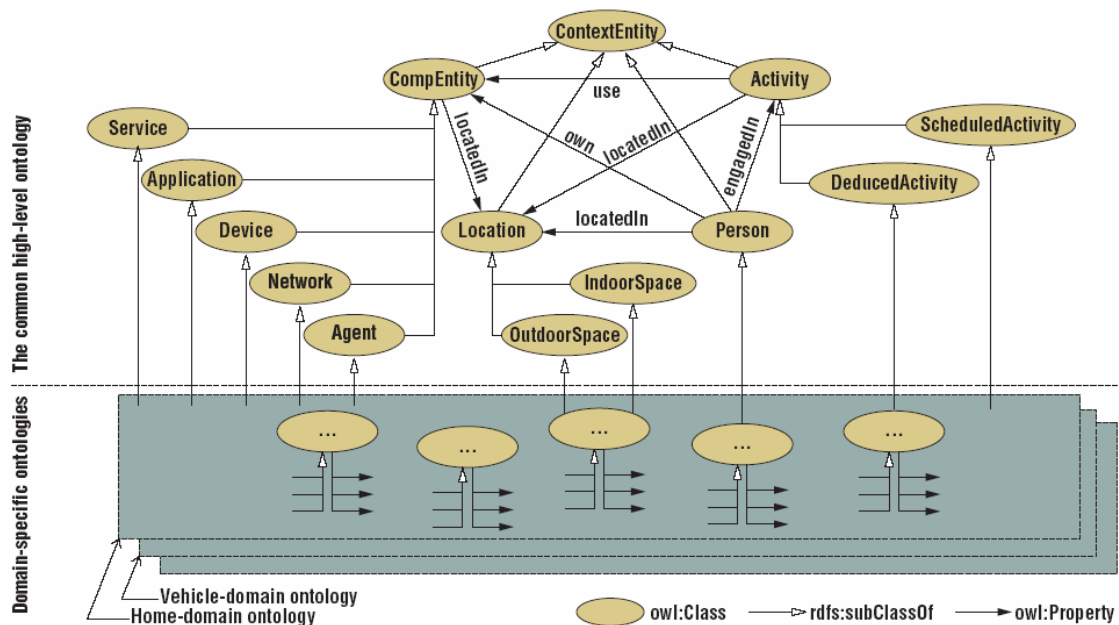 The common high-level ontology
ContextEntity
CompEntity
Activity
use
Service
locatedIn
own
locatedIn
engagedIn
ScheduledActivity
Application
DeducedActivity
Device
Location
locatedIn
Person
Network
IndoorSpace
Agent
OutdoorSpace
Domain-specific ontologies
...
...
...
...
...
Vehicle-domain ontology
Home-domain ontology
owl:Class
rdfs:subClassOf
owl:Property